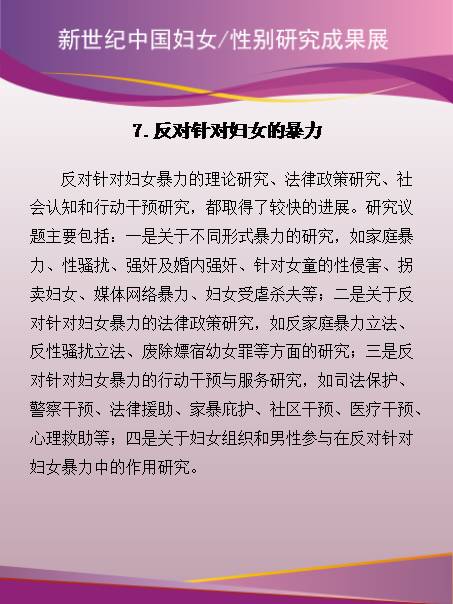 新世纪中国妇女/性别研究成果展
7.反对针对妇女的暴力
反对针对妇女暴力的理论研究、法律政策研究、社
会认知和行动干预研究，都取得了较快的进展。研究议
题主要包括：一是关于不同形式暴力的研究，如家庭暴
力、性骚扰、强奸及婚内强奸、针对女童的性侵害、拐
卖妇女、媒体网络暴力、妇女受虐杀夫等；二是关于反
对针对妇女暴力的法律政策研究，如反家庭暴力立法、
反性骚扰立法、废除嫖宿幼女罪等方面的研究；三是反
对针对妇女暴力的行动干预与服务研究，如司法保护、
警察干预、法律援助、家暴庇护、社区干预、医疗干预、
心理救助等；四是关于妇女组织和男性参与在反对针对
妇女暴力中的作用研究。